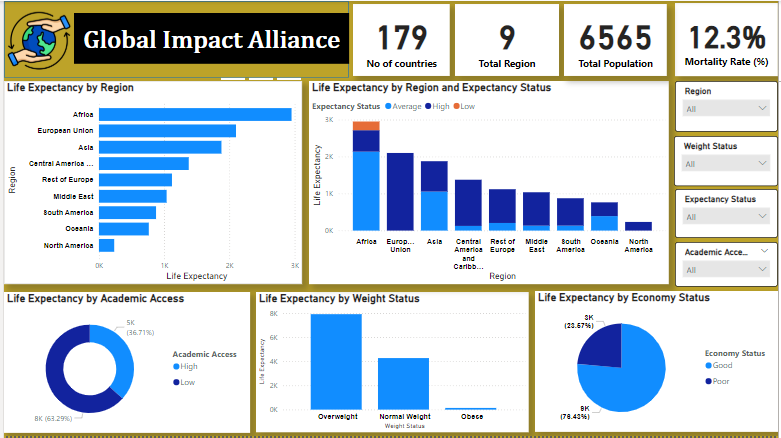 Global Impact Alliance
179
No of countries
9
Total Region
6565
Total Population
12.3%
Mortality Rate (%)
Life Expectancy by Region
Region
Africa
European Union
Asia
Central America ...
Rest of Europe
Middle East
South America
Oceania
North America
0K 1K 2K 3K
Life Expectancy
Life Expectancy by Region and Expectancy Status
Expectancy Status Average High Low
Life Expectancy
3K
2K
1K
0K
Africa
Europ... Union
Asia
Central America and Caribb...
Rest of Europe
Middle East
South America
Oceania
North America
Region
Region
All
Weight Status
All
Expectancy Status
All
Academic Acce...
All
Life Expectancy by Academic Access
5K
(36.71%)
8K (63.29%)
Academic Access
High
Low
Life Expectancy by Weight Status
Life Expectancy
8K
6K
4K
2K
0K
Overweight Normal Weight Obese
Weight Status
Life Expectancy by Economy Status
3K
(23.57%)
9K
(76.43%)
Economy Status
Good
Poor